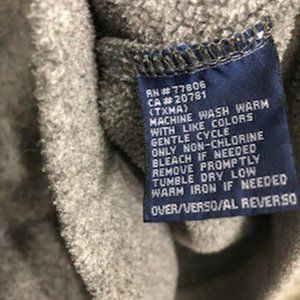 RN#77806
CA#20781
(TXMA)
MACHINE WASH WARM
WITH LIKE COLORS
GENTLE CYCLE
ONLY NON-CHLORINE
BLEACH IF NEEDED
REMOVE PROMPTLY
TUMBLE DRY LOW
WARM IRON IF NEEDED
OVER/VERSO/AL REVERSO